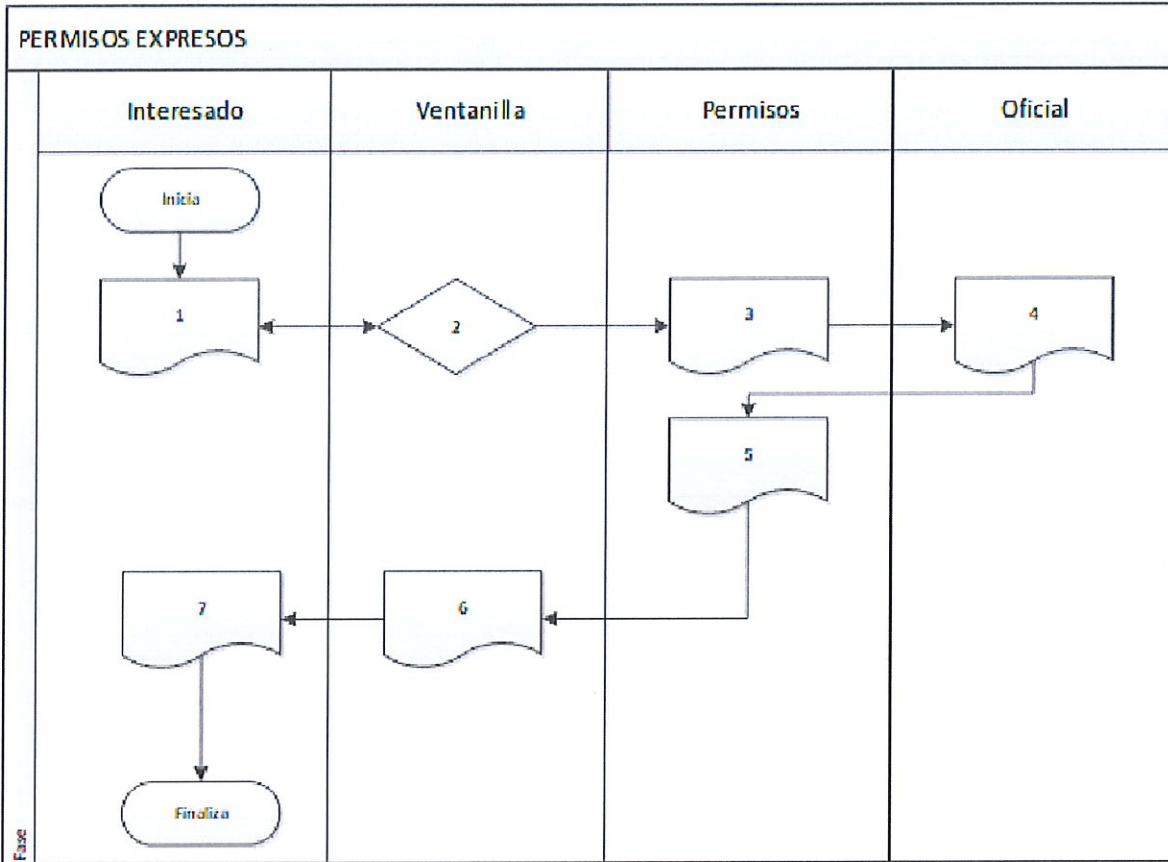 PERMISOS EXPRESOS
Interesado Ventanilla Permisos Oficial
Inicia
1 2 3 4
5
7 6
Finaliza
Fase